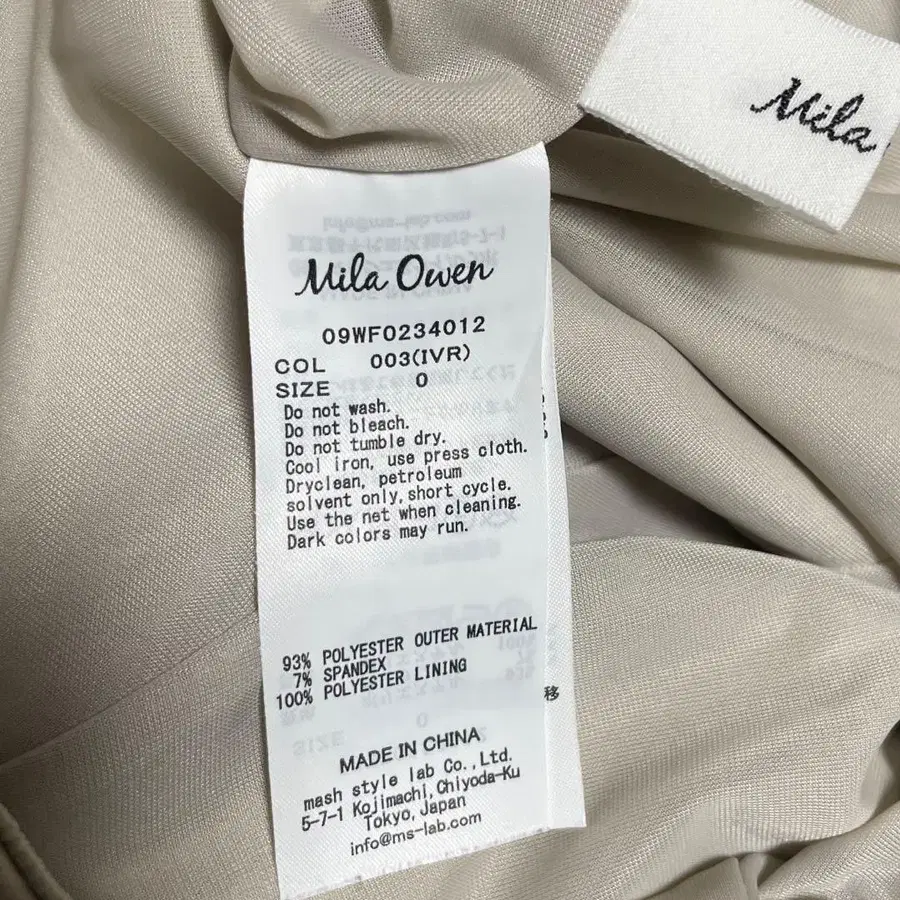 Mila
Mila Owen
09WF0234012
COL 003(IVR)
SIZE 0
Do not wash.
Do not bleach.
Do not tumble dry.
Cool iron, use press cloth.
Dryclean, petroleum
solvent only,short cycle.
Use the net when cleaning.
Dark colors may run.
93% POLYESTER OUTER MATERIAL
7% SPANDEX
100% POLYESTER LINING
移
MADE IN CHINA
mash style lab Co.,Ltd.
5-7-1 Kojimachi,Chiyoda-Ku
Tokyo,Japan
info@ms-lab.com